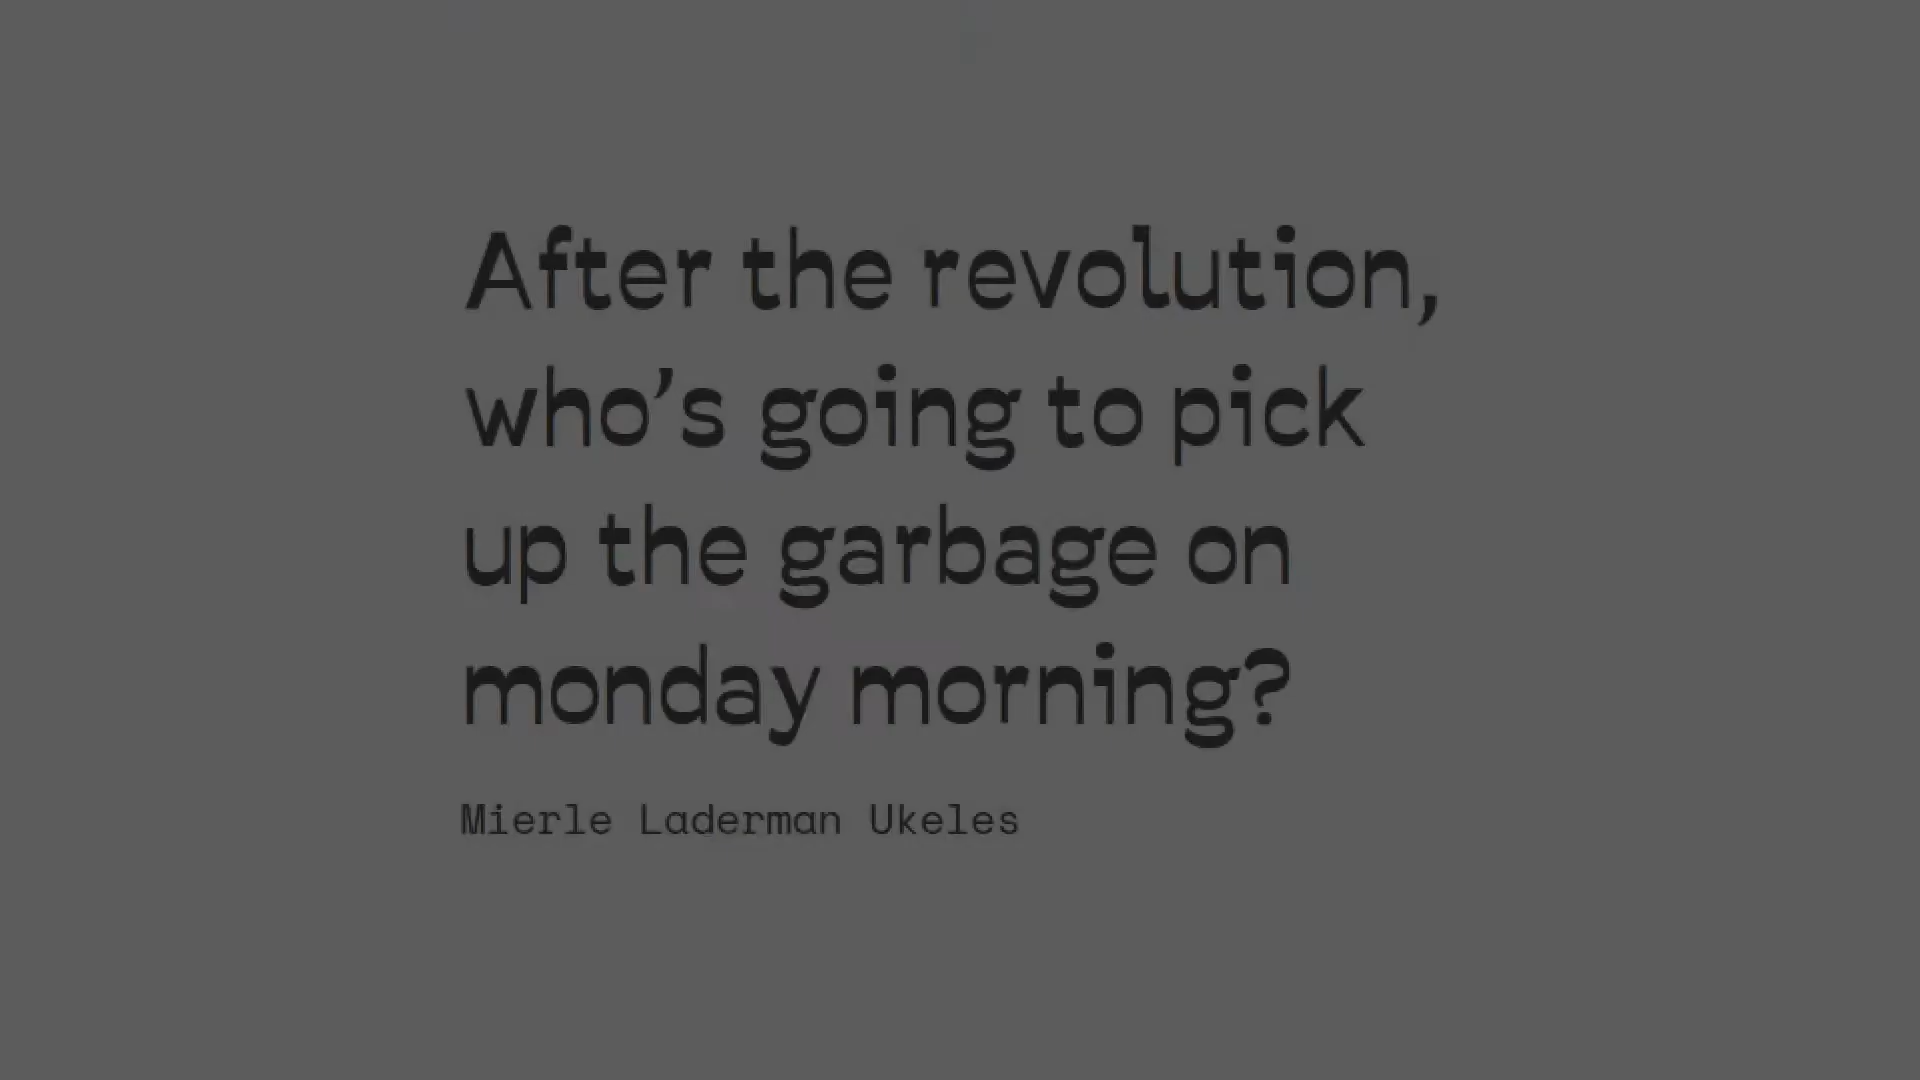 After the revolution,
who’s going to pick
up the garbage on
monday morning?
Mierle Laderman Ukeles